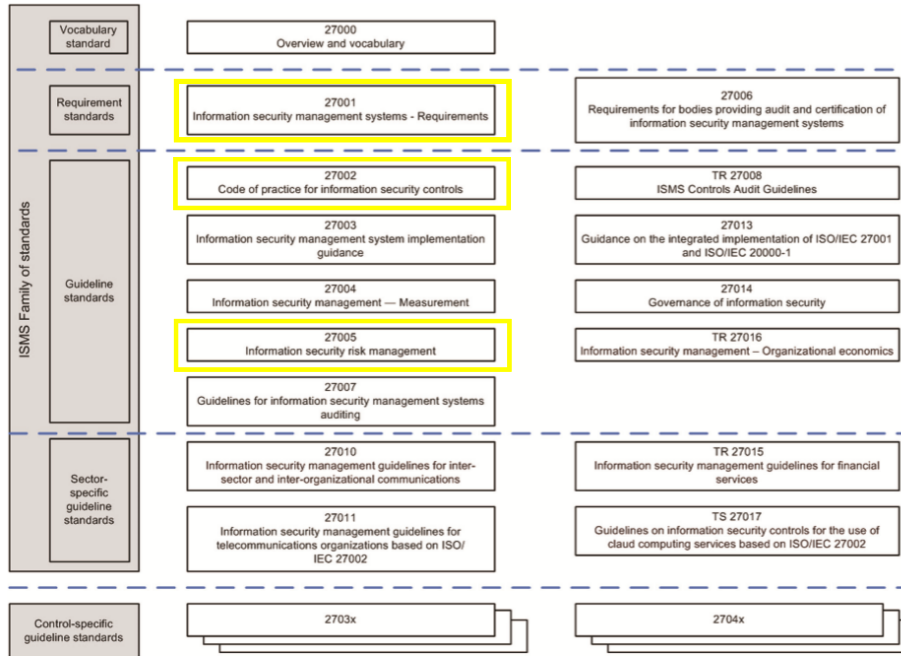 ISMS Family of standards
Vocabulary
standard
27000
Overview and vocabulary
Requirement
standards
27001
Information security management systems - Requirements
27006
Requirements for bodies providing audit and certification of
information security management systems
Guideline
standards
27002
Code of practice for information security controls
TR 27008
ISMS Controls Audit Guidelines
27003
Information security management system implementation
guidance
27013
Guidance on the integrated implementation of ISO/IEC 27001
and ISO/IEC 20000-1
27004
Information security management — Measurement
27014
Governance of information security
27005
Information security risk management
TR 27016
Information security management – Organizational economics
27007
Guidelines for information security management systems
auditing
Sector-
specific
guideline
standards
27010
Information security management guidelines for inter-
sector and inter-organizational communications
TR 27015
Information security management guidelines for financial
services
27011
Information security management guidelines for
telecommunications organizations based on ISO/
IEC 27002
TS 27017
Guidelines on information security controls for the use of
claud computing services based on ISO/IEC 27002
Control-specific
guideline standards
2703x
2704x